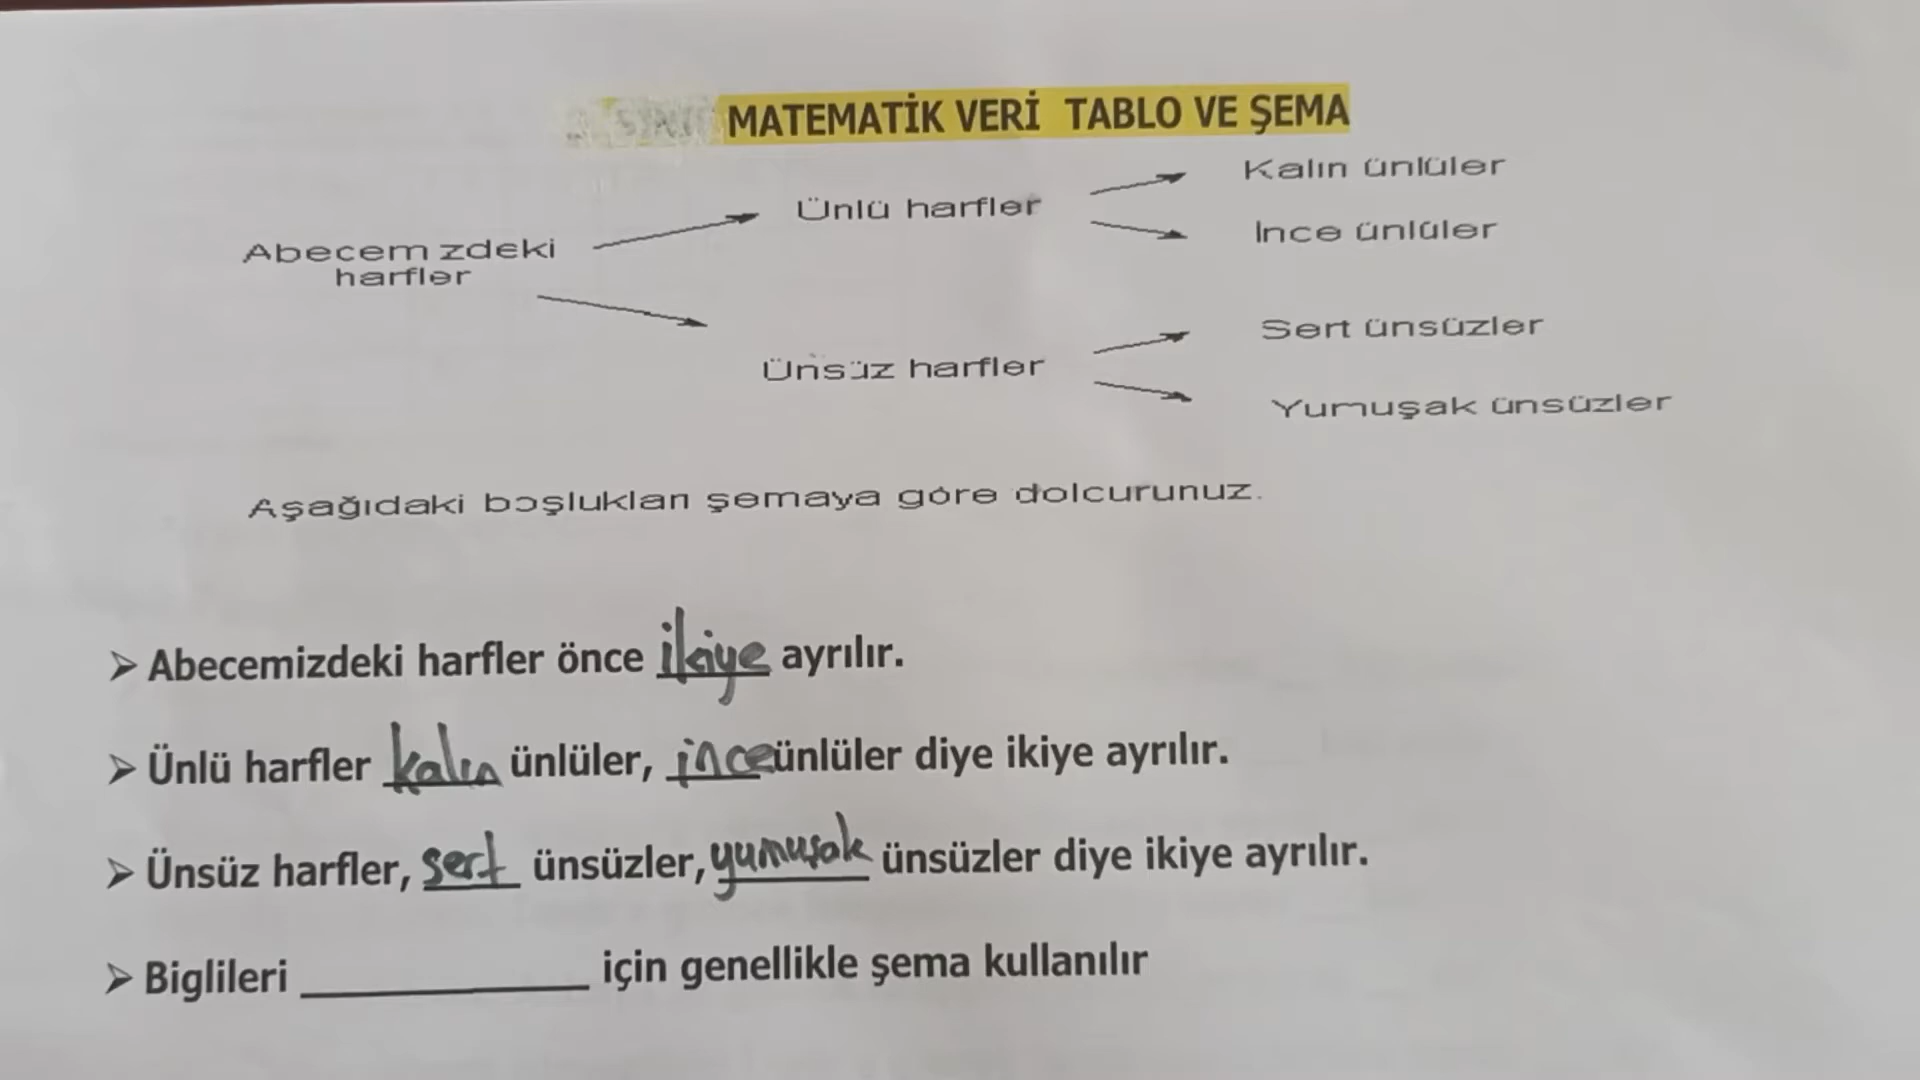 MATEMATİK VERİ TABLO VE ŞEMA
Kalın ünlüler
Ünlü harfler
İnce ünlüler
Abecem zdeki
harfler
Sert ünsüzler
Ünsüz harfler
Yumuşak ünsüzler
Aşağıdaki boşlukları şemaya göre dolcurunuz.
➢ Abecemizdeki harfler önce ikiye ayrılır.
➢ Ünlü harfler kalın ünlüler, ince ünlüler diye ikiye ayrılır.
➢ Ünsüz harfler, sert ünsüzler, yumuşak ünsüzler diye ikiye ayrılır.
➢ Biglileri ____________ için genellikle şema kullanılır